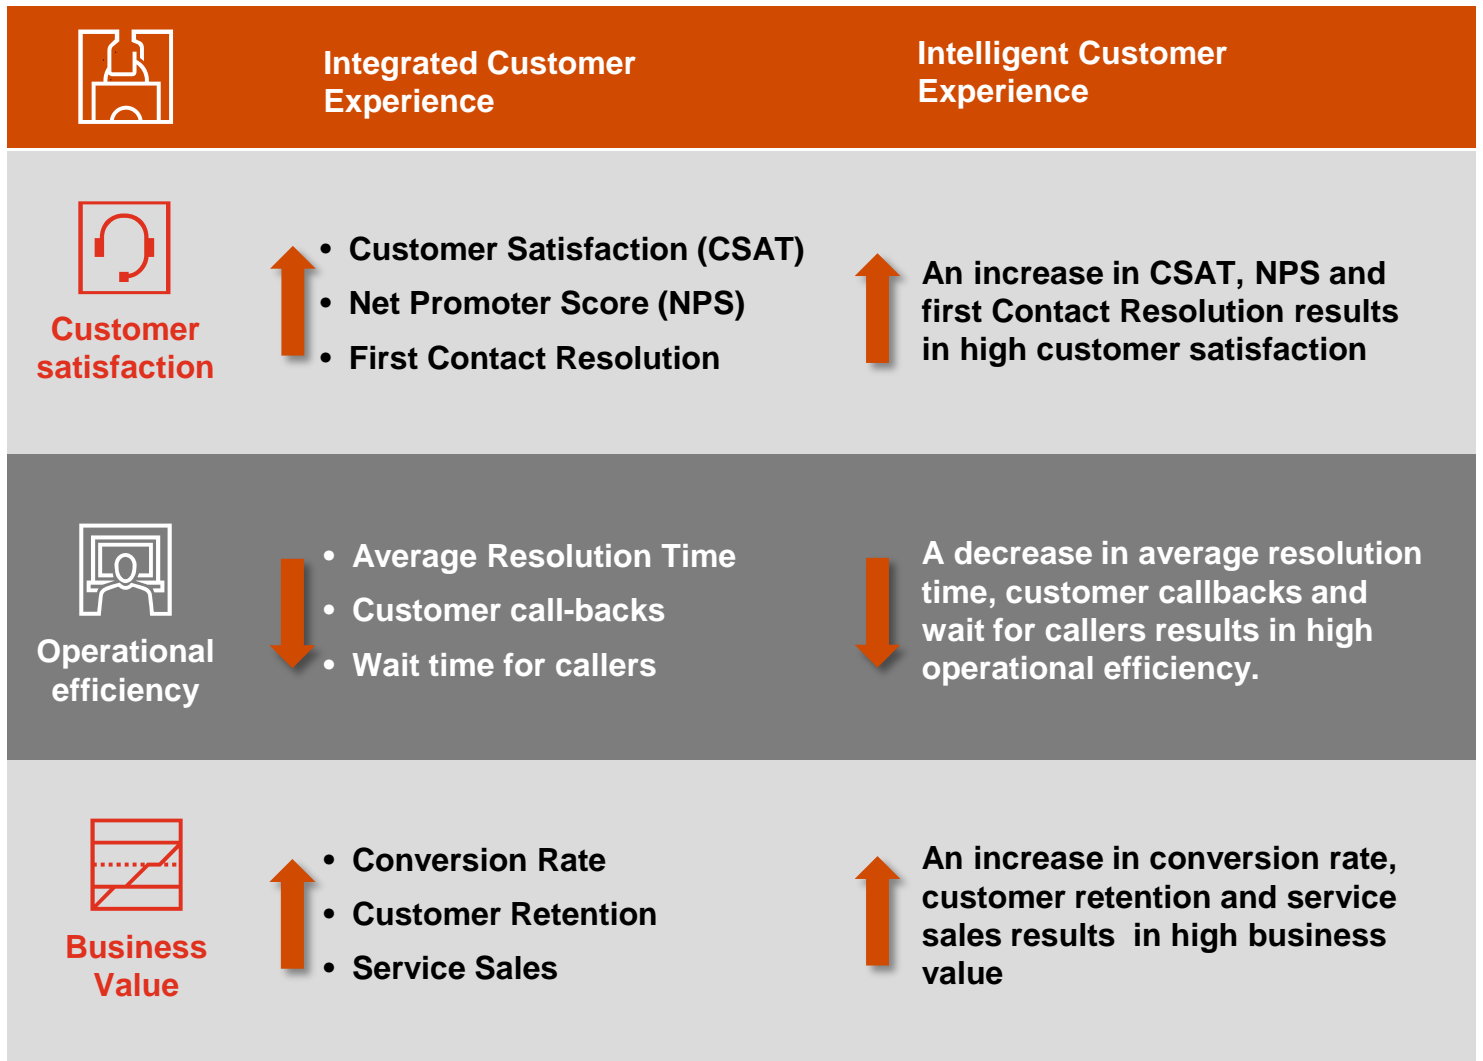 Integrated Customer
Experience
Intelligent Customer
Experience
Customer
satisfaction
• Customer Satisfaction (CSAT)
• Net Promoter Score (NPS)
• First Contact Resolution
An increase in CSAT, NPS and
first Contact Resolution results
in high customer satisfaction
Operational
efficiency
• Average Resolution Time
• Customer call-backs
• Wait time for callers
A decrease in average resolution
time, customer callbacks and
wait for callers results in high
operational efficiency.
Business
Value
• Conversion Rate
• Customer Retention
• Service Sales
An increase in conversion rate,
customer retention and service
sales results  in high business
value